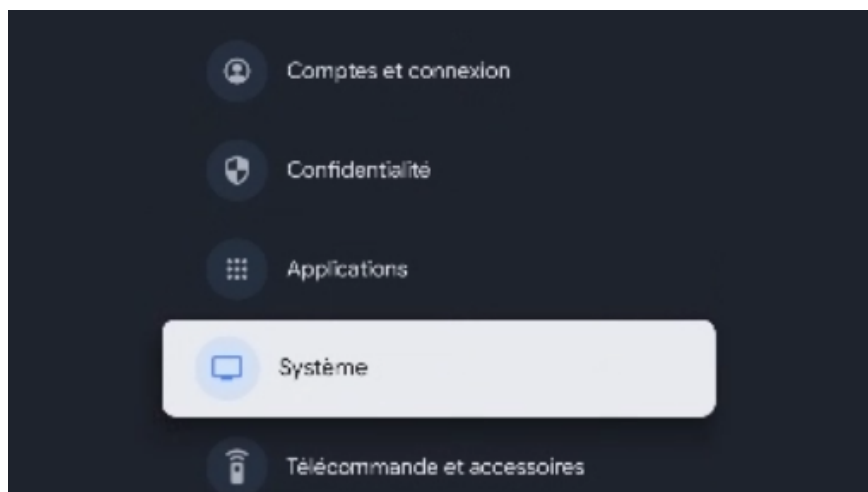 Comptes et connexion
Confidentialité
Applications
Système
Télécommande et accessoires